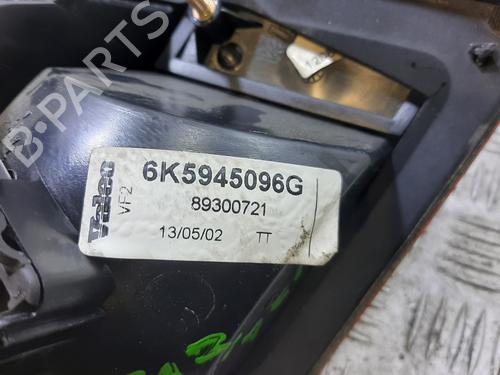 B-PARTS
Valeo
VF2
6K5945096G
89300721
13/05/02 TT